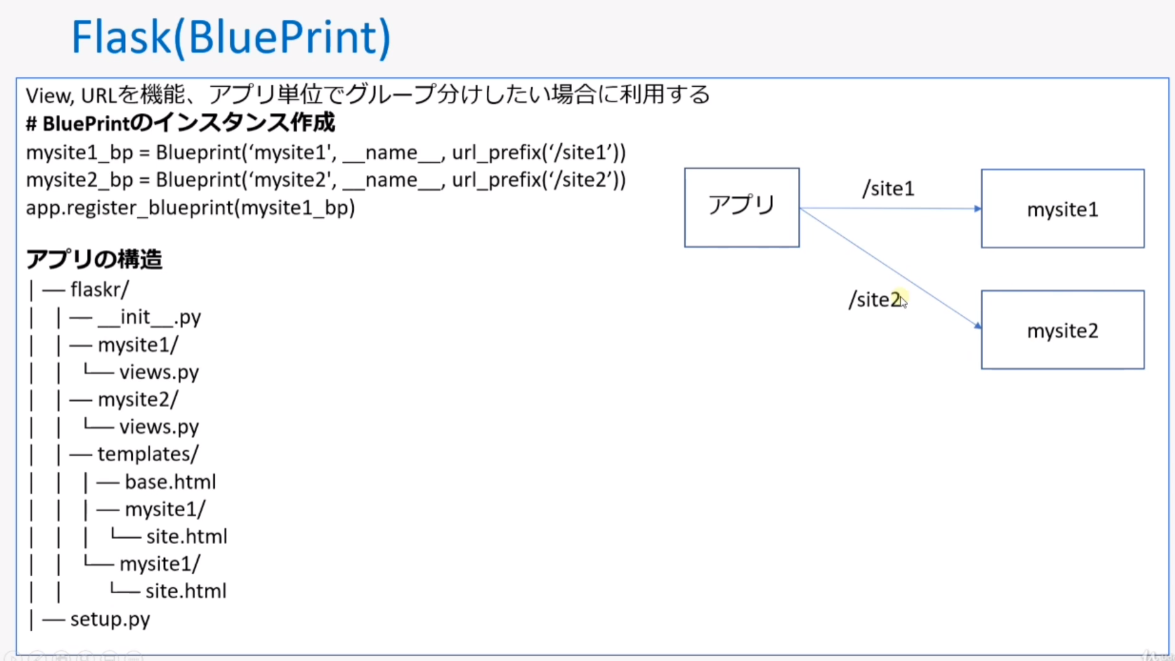 Flask(BluePrint)
View, URLを機能、アプリ単位でグループ分けしたい場合に利用する
# BluePrintのインスタンス作成
mysite1_bp = Blueprint(‘mysite1', __name__, url_prefix(‘/site1’))
mysite2_bp = Blueprint(‘mysite2', __name__, url_prefix(‘/site2’))
app.register_blueprint(mysite1_bp)
アプリの構造
│― flaskr/
│ │― __init__.py
│ │― mysite1/
│ │ └― views.py
│ │― mysite2/
│ │ └― views.py
│ │― templates/
│ │ │― base.html
│ │ │― mysite1/
│ │ │ └― site.html
│ │ └― mysite1/
│ │ └― site.html
│― setup.py
アプリ
/site1
mysite1
/site2
mysite2